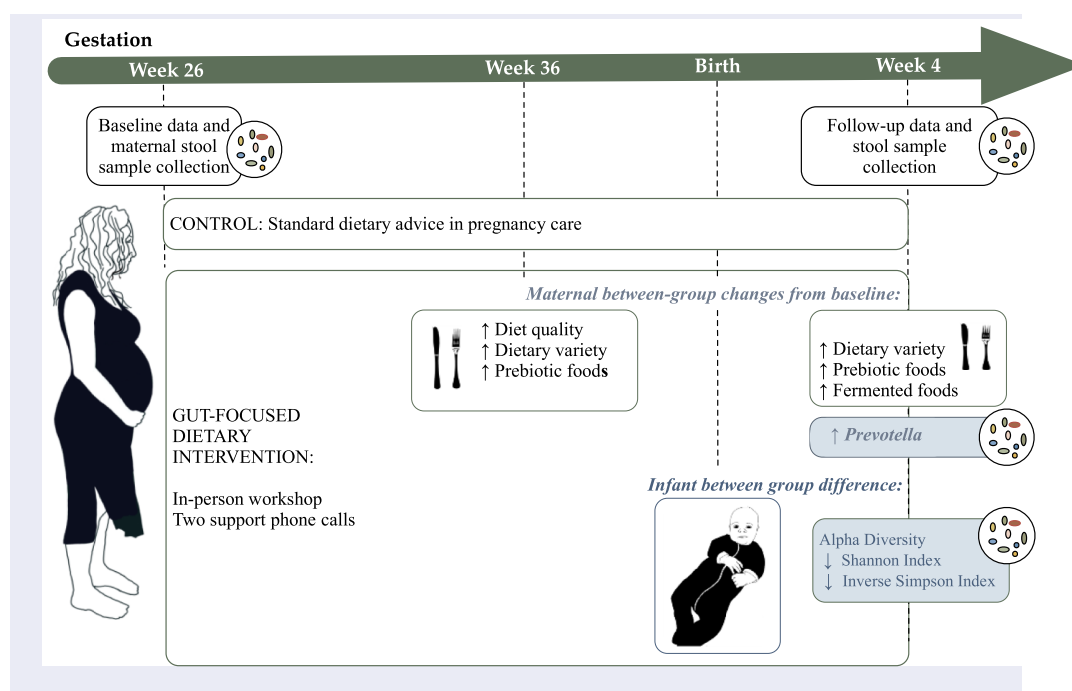 Gestation
Week 26
Week 36
Birth
Week 4
Baseline data and
maternal stool
sample collection
Follow-up data and
stool sample
collection
CONTROL: Standard dietary advice in pregnancy care
Maternal between-group changes from baseline:
↑ Diet quality
↑ Dietary variety
↑ Prebiotic foods
↑ Dietary variety
↑ Prebiotic foods
↑ Fermented foods
↑ Prevotella
GUT-FOCUSED
DIETARY
INTERVENTION:
In-person workshop
Two support phone calls
Infant between group difference:
Alpha Diversity
↓ Shannon Index
↓ Inverse Simpson Index